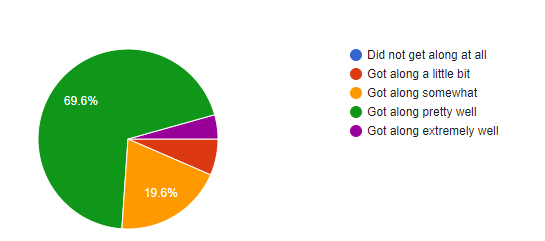 69.6%
19.6%
Did not get along at all
Got along a little bit
Got along somewhat
Got along pretty well
Got along extremely well